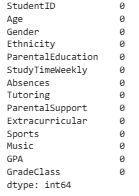 StudentID 0
Age 0
Gender 0
Ethnicity 0
ParentalEducation 0
StudyTimeWeekly 0
Absences 0
Tutoring 0
ParentalSupport 0
Extracurricular 0
Sports 0
Music 0
GPA 0
GradeClass 0
dtype: int64